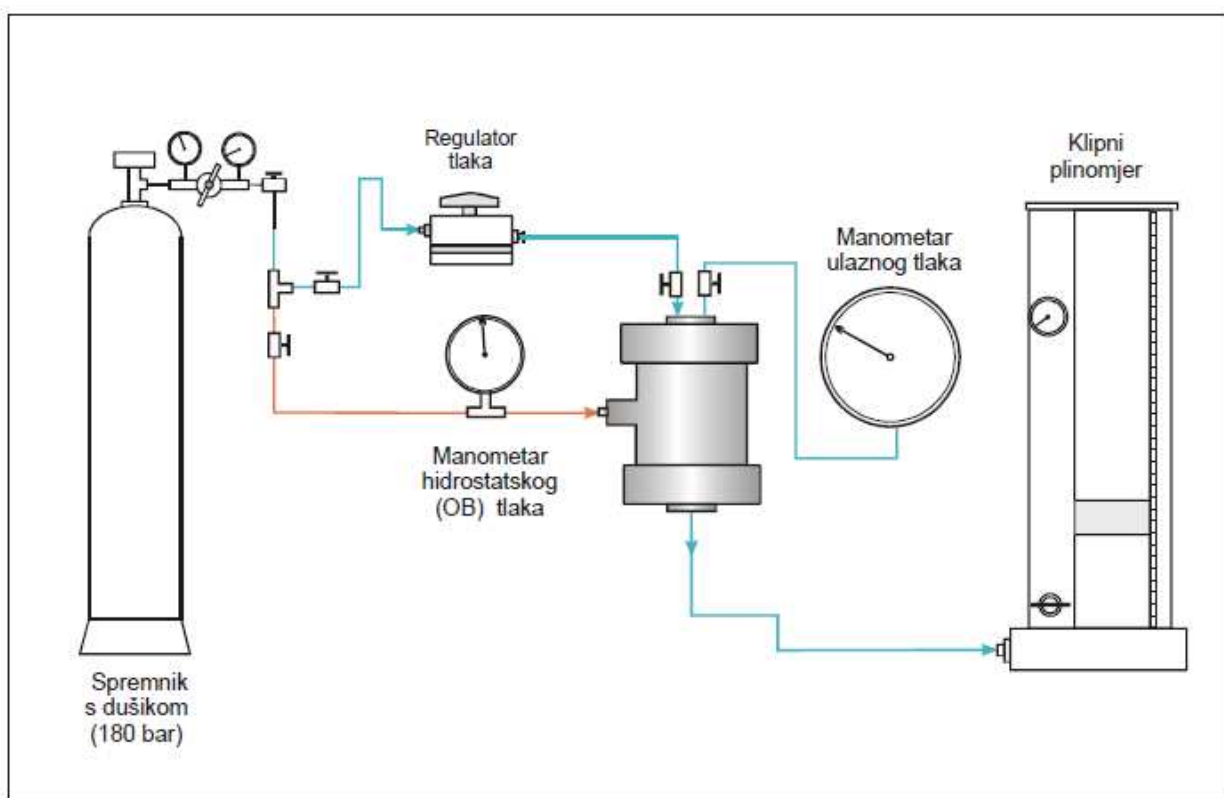 Regulator
tlaka
Klipni
plinomjer
Manometar
ulaznog tlaka
Manometar
hidrostatskog
(OB) tlaka
Spremnik
s dušikom
(180 bar)